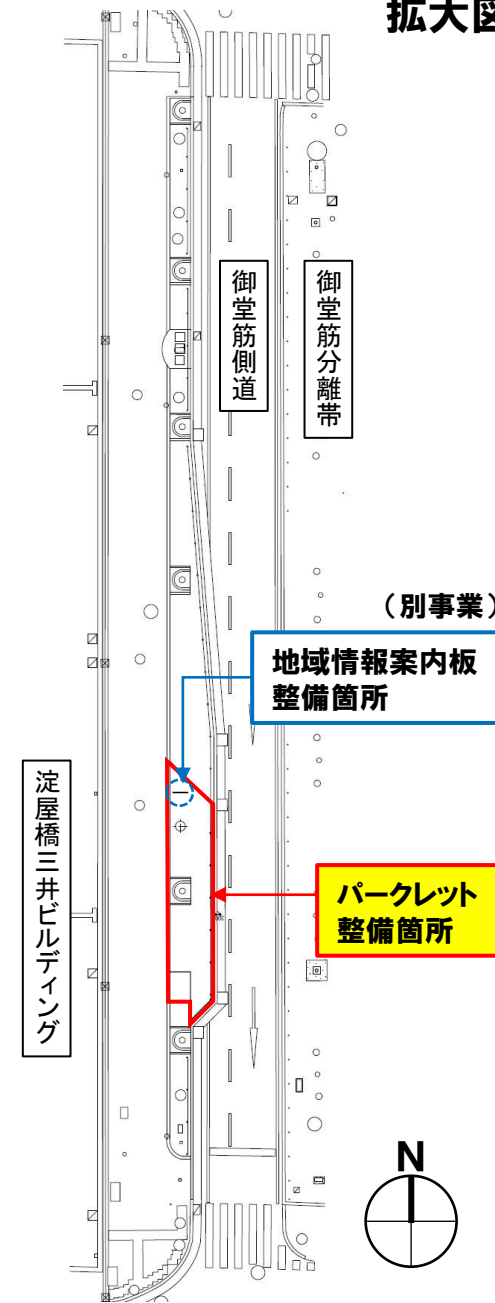 拡大図
御堂筋側道
御堂筋分離帯
（別事業）
地域情報案内板
整備箇所
淀屋橋三井ビルディング
パークレット
整備箇所
N